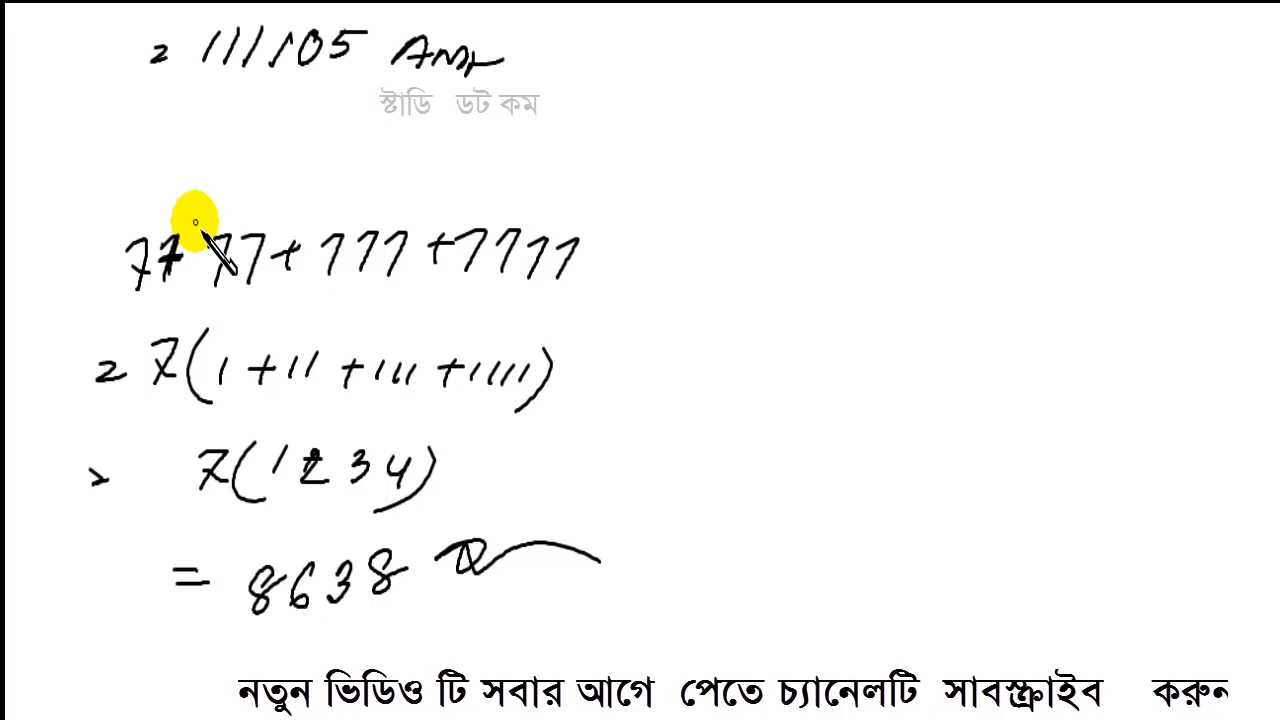 = 111105 Ans
স্টাডি ডট কম
7+77+777+7777
= 7(1+11+111+1111)
= 7(1234)
= 8638
নতুন ভিডিও টি সবার আগে পেতে চ্যানেলটি সাবস্ক্রাইব করুন